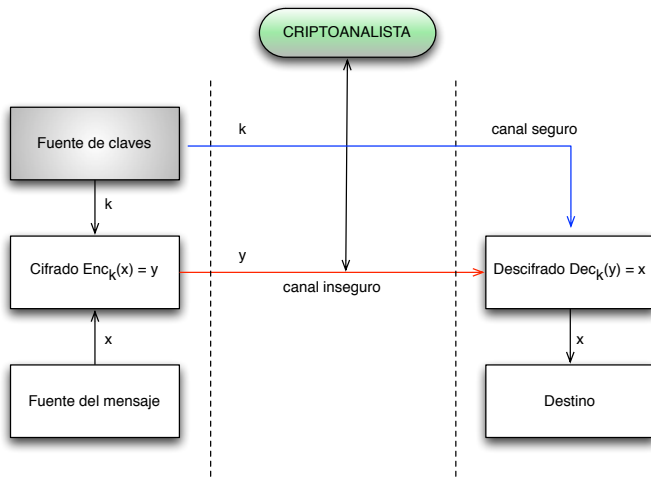 CRIPTOANALISTA
Fuente de claves
k
canal seguro
k
Cifrado Enck(x) = y
y
canal inseguro
Descifrado Deck(y) = x
x
x
Fuente del mensaje
Destino